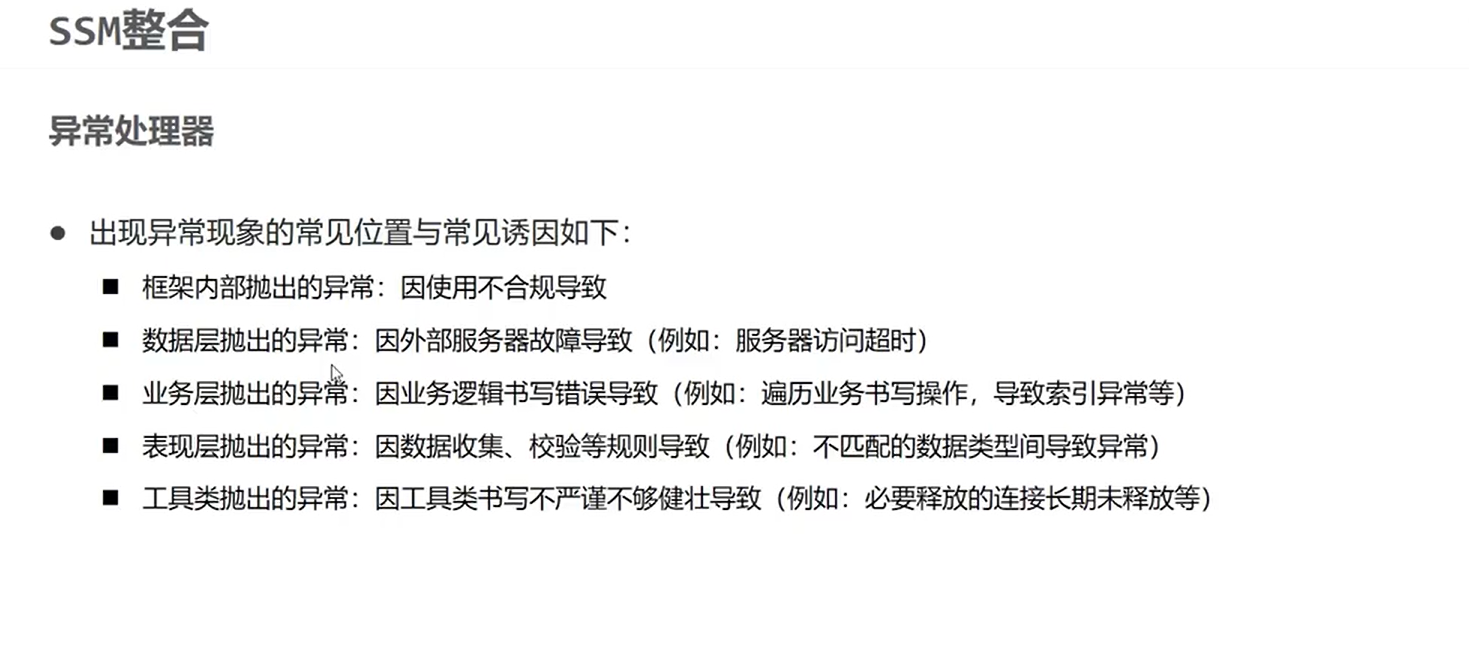 SSM整合
异常处理器
● 出现异常现象的常见位置与常见诱因如下：
■ 框架内部抛出的异常：因使用不合规导致
■ 数据层抛出的异常：因外部服务器故障导致（例如：服务器访问超时）
■ 业务层抛出的异常：因业务逻辑书写错误导致（例如：遍历业务书写操作，导致索引异常等）
■ 表现层抛出的异常：因数据收集、校验等规则导致（例如：不匹配的数据类型间导致异常）
■ 工具类抛出的异常：因工具类书写不严谨不够健壮导致（例如：必要释放的连接长期未释放等）